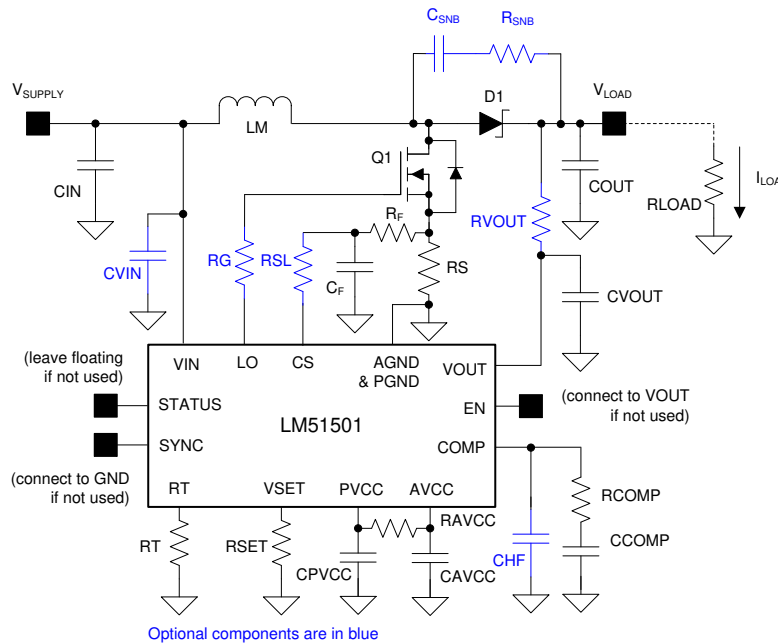 CSNB
RSNB
VSUPPLY
LM
D1
VLOAD
Q1
CIN
COUT
ILOA
RLOAD
RF
RVOUT
CVIN
RG
RSL
CF
RS
CVOUT
(leave floating
if not used)
VIN
LO
CS
AGND
& PGND
VOUT
STATUS
EN
(connect to VOUT
if not used)
LM51501
SYNC
COMP
(connect to GND
if not used)
RT
VSET
PVCC
AVCC
RCOMP
RAVCC
RT
RSET
CPVCC
CAVCC
CHF
CCOMP
Optional components are in blue